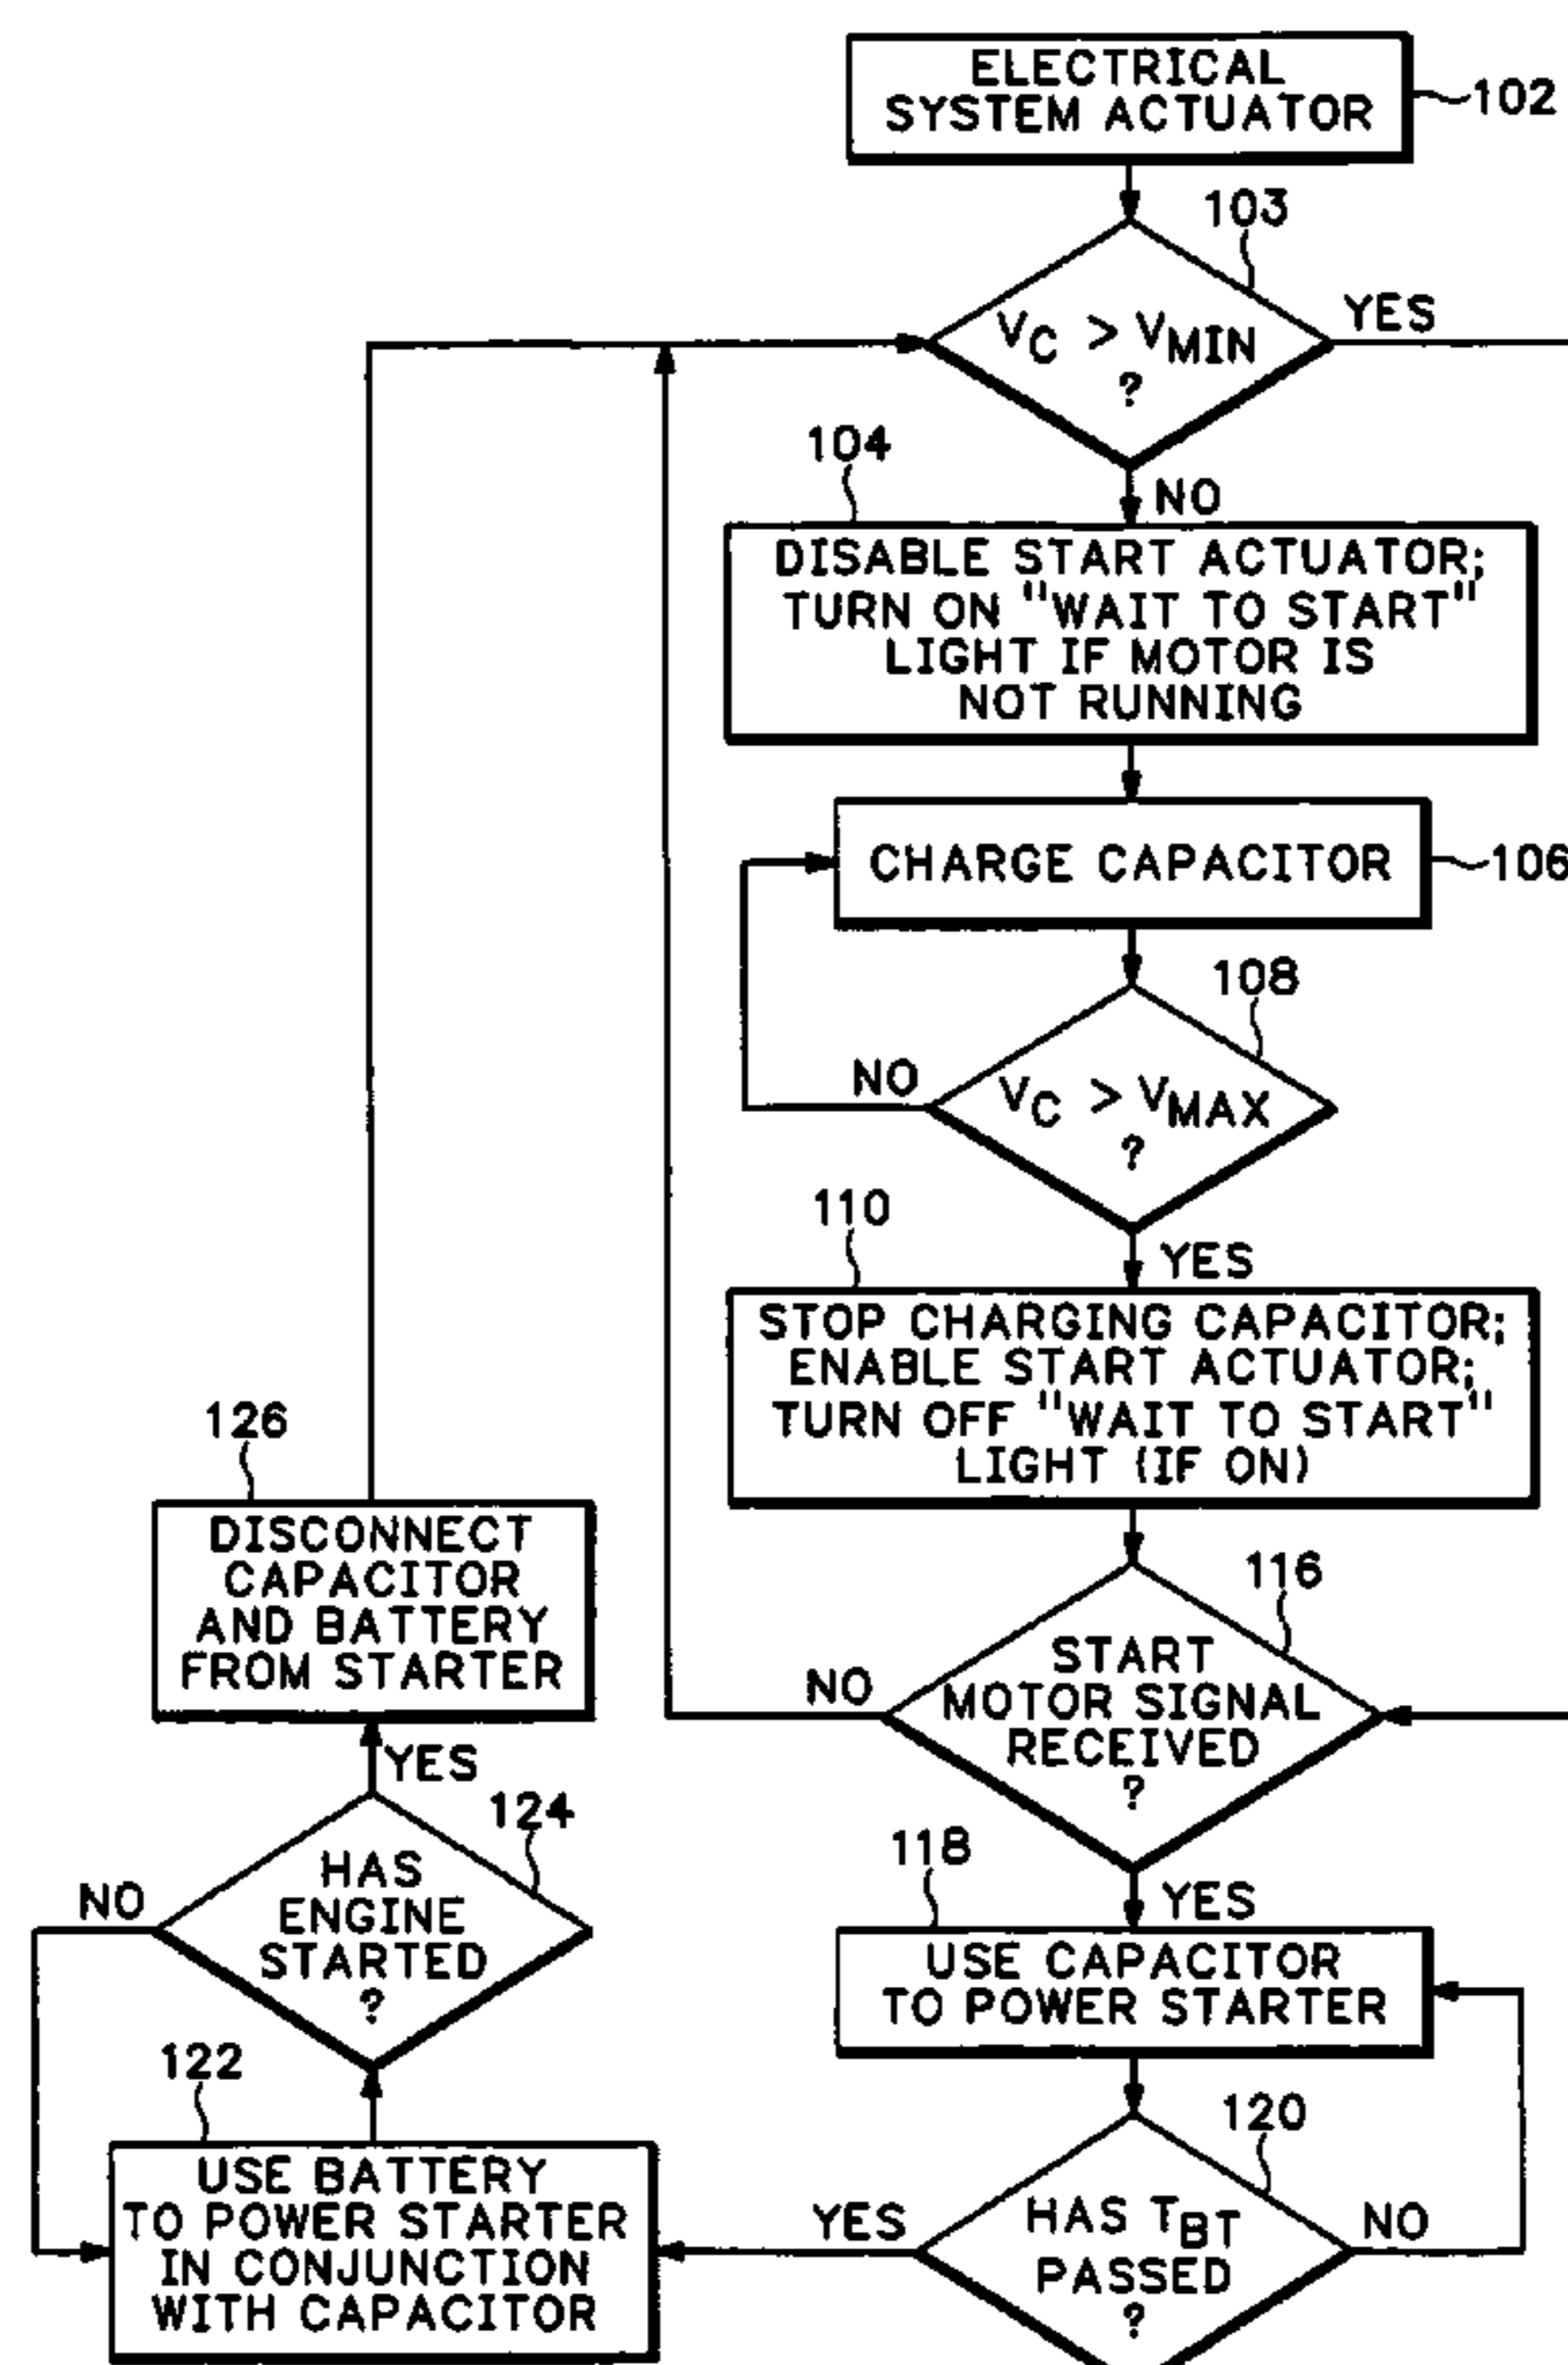 ELECTRICAL
SYSTEM ACTUATOR
102
103
VC > VMIN
?
YES
NO
104
DISABLE START ACTUATOR;
TURN ON "WAIT TO START"
LIGHT IF MOTOR IS
NOT RUNNING
CHARGE CAPACITOR
106
108
VC > VMAX
?
NO
YES
110
STOP CHARGING CAPACITOR;
ENABLE START ACTUATOR;
TURN OFF "WAIT TO START"
LIGHT (IF ON)
116
START
MOTOR SIGNAL
RECEIVED
?
NO
YES
118
USE CAPACITOR
TO POWER STARTER
120
HAS TBT
PASSED
?
NO
YES
122
USE BATTERY
TO POWER STARTER
IN CONJUNCTION
WITH CAPACITOR
124
HAS
ENGINE
STARTED
?
NO
YES
126
DISCONNECT
CAPACITOR
AND BATTERY
FROM STARTER